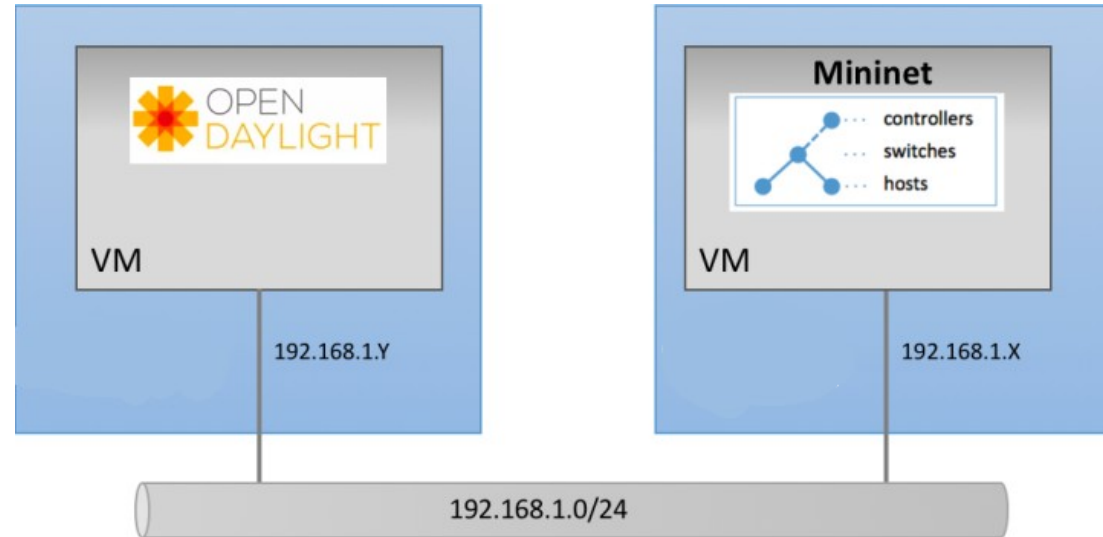 OPEN
DAYLIGHT
VM
192.168.1.Y
Mininet
controllers
switches
hosts
VM
192.168.1.X
192.168.1.0/24